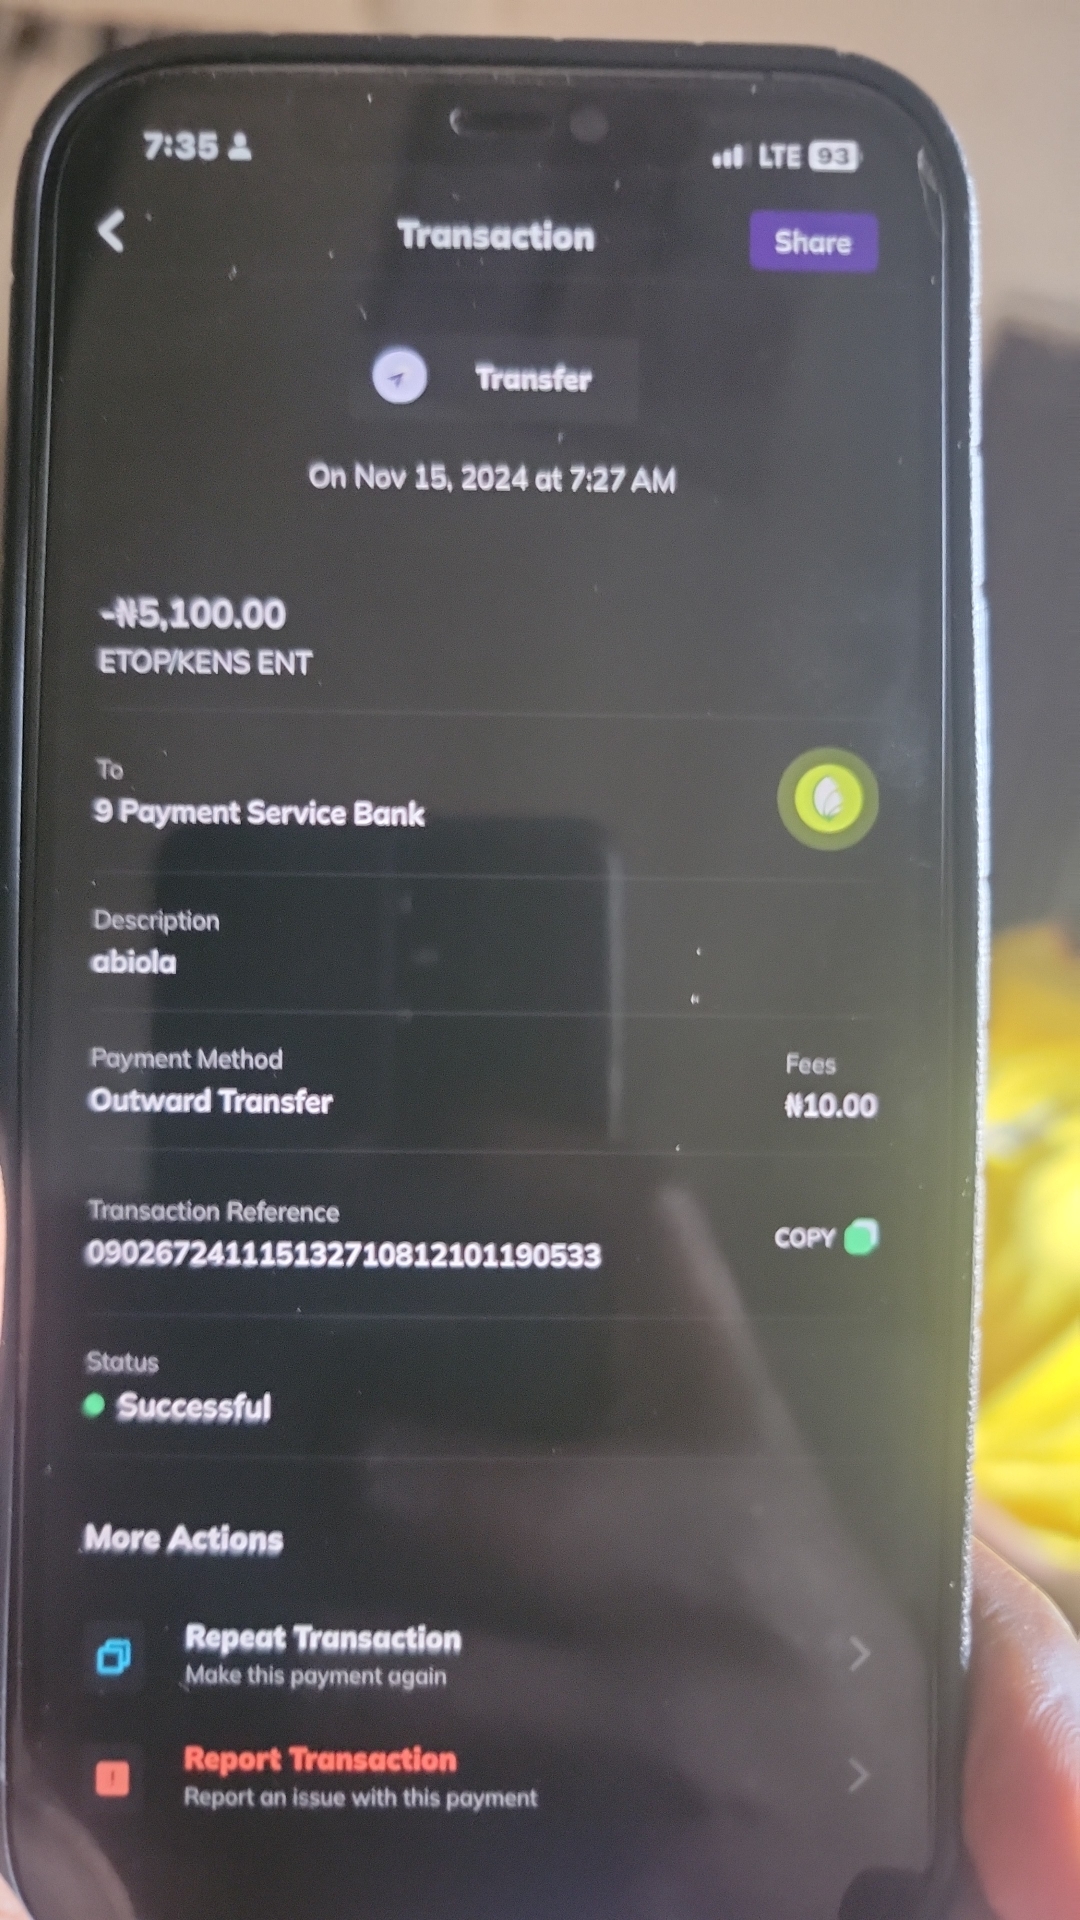 7:35
LTE 93
Transaction
Share
Transfer
On Nov 15, 2024 at 7:27 AM
-₦5,100.00
ETOP/KENS ENT
To
9 Payment Service Bank
Description
abiola
Payment Method
Fees
Outward Transfer
₦10.00
Transaction Reference
COPY
090267241115132710812101190533
Status
Successful
More Actions
Repeat Transaction
Make this payment again
Report Transaction
Report an issue with this payment